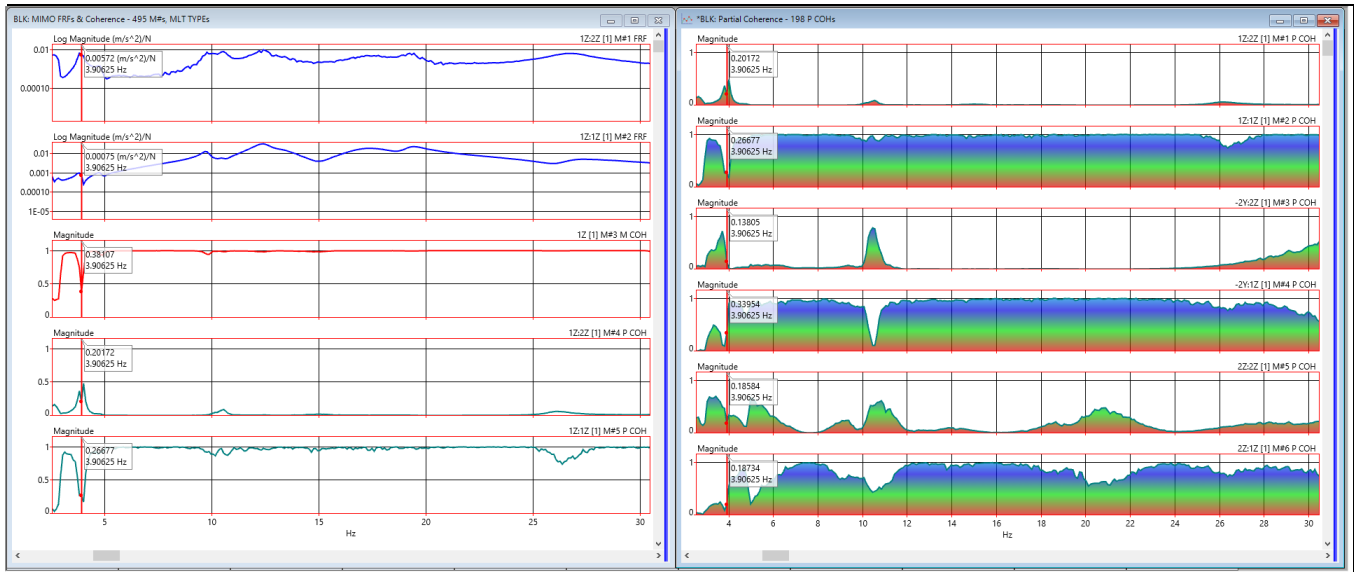 BLK: MIMO FRFs & Coherence - 495 M#s, MLT TYPEs
Log Magnitude (m/s^2)/N 1Z:2Z [1] M#1 FRF
0.01
0.00572 (m/s^2)/N
3.90625 Hz
0.00010
Log Magnitude (m/s^2)/N 1Z:1Z [1] M#2 FRF
0.01
0.00075 (m/s^2)/N
3.90625 Hz
0.001
0.00010
1E-05
Magnitude 1Z [1] M#3 M COH
1
0.38107
3.90625 Hz
0.5
0
Magnitude 1Z:2Z [1] M#4 P COH
1
0.20172
3.90625 Hz
0.5
0
Magnitude 1Z:1Z [1] M#5 P COH
1
0.26677
3.90625 Hz
0.5
0
5 10 15 20 25 30
Hz
*BLK: Partial Coherence - 198 P COHs
Magnitude 1Z:2Z [1] M#1 P COH
1
0.20172
3.90625 Hz
0
Magnitude 1Z:1Z [1] M#2 P COH
1
0.26677
3.90625 Hz
0
Magnitude -2Y:2Z [1] M#3 P COH
1
0.13805
3.90625 Hz
0
Magnitude -2Y:1Z [1] M#4 P COH
1
0.33954
3.90625 Hz
0
Magnitude 2Z:2Z [1] M#5 P COH
1
0.18584
3.90625 Hz
0
Magnitude 2Z:1Z [1] M#6 P COH
1
0.18734
3.90625 Hz
0
4 6 8 10 12 14 16 18 20 22 24 26 28 30
Hz